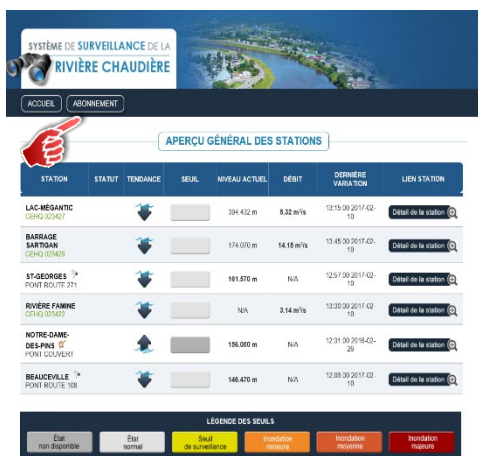 SYSTÈME DE SURVEILLANCE DE LA
RIVIÈRE CHAUDIÈRE
ACCUEIL ABONNEMENT
APERÇU GÉNÉRAL DES STATIONS
STATION STATUT TENDANCE SEUIL NIVEAU ACTUEL DÉBIT DERNIÈRE VARIATION LIEN STATION
LAC-MÉGANTIC
CEHQ 023427
394.432 m 5.32 m³/s 13:15:00 2017-02-10 Détail de la station
BARRAGE
SARTIGAN
CEHQ 023429
174.070 m 14.15 m³/s 13:45:00 2017-02-10 Détail de la station
ST-GEORGES
PONT ROUTE 271
161.570 m N/A 12:57:00 2017-02-10 Détail de la station
RIVIÈRE FAMINE
CEHQ 023422
N/A 3.14 m³/s 13:30:00 2017-02-10 Détail de la station
NOTRE-DAME-
DES-PINS
PONT COUVERT
156.000 m N/A 12:31:00 2016-02-26 Détail de la station
BEAUCEVILLE
PONT ROUTE 108
146.470 m N/A 12:08:00 2017-02-10 Détail de la station
LÉGENDE DES SEUILS
État
non disponible
État
normal
Seuil
de surveillance
Inondation
mineure
Inondation
moyenne
Inondation
majeure